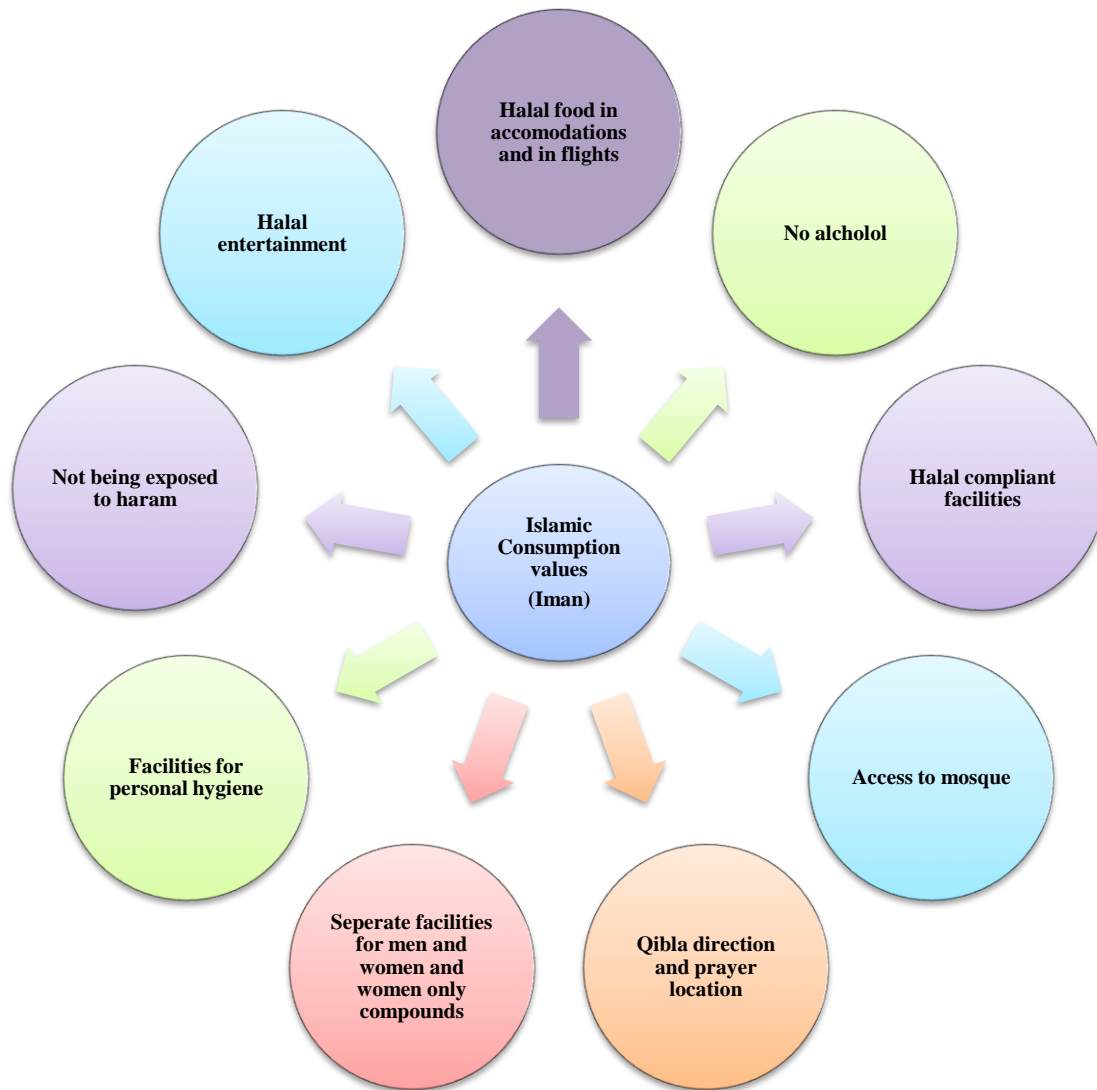 Halal food in
accomodations
and in flights
No alcholol
Halal compliant
facilities
Access to mosque
Qibla direction
and prayer
location
Seperate facilities
for men and
women and
women only
compounds
Facilities for
personal hygiene
Not being exposed
to haram
Halal
entertainment
Islamic
Consumption
values
(Iman)